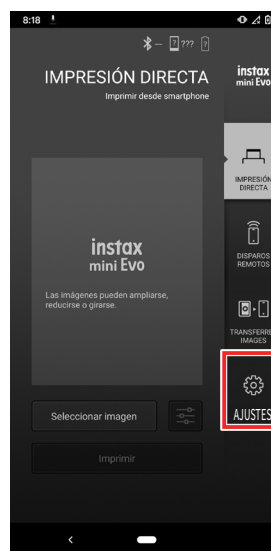 8:18
– ? ??? ?
IMPRESIÓN DIRECTA
Imprimir desde smartphone
instax
mini Evo
IMPRESIÓN
DIRECTA
DISPAROS
REMOTOS
TRANSFERRE
IMAGES
AJUSTES
instax
mini Evo
Las imágenes pueden ampliarse,
reducirse o girarse.
Seleccionar imagen
Imprimir